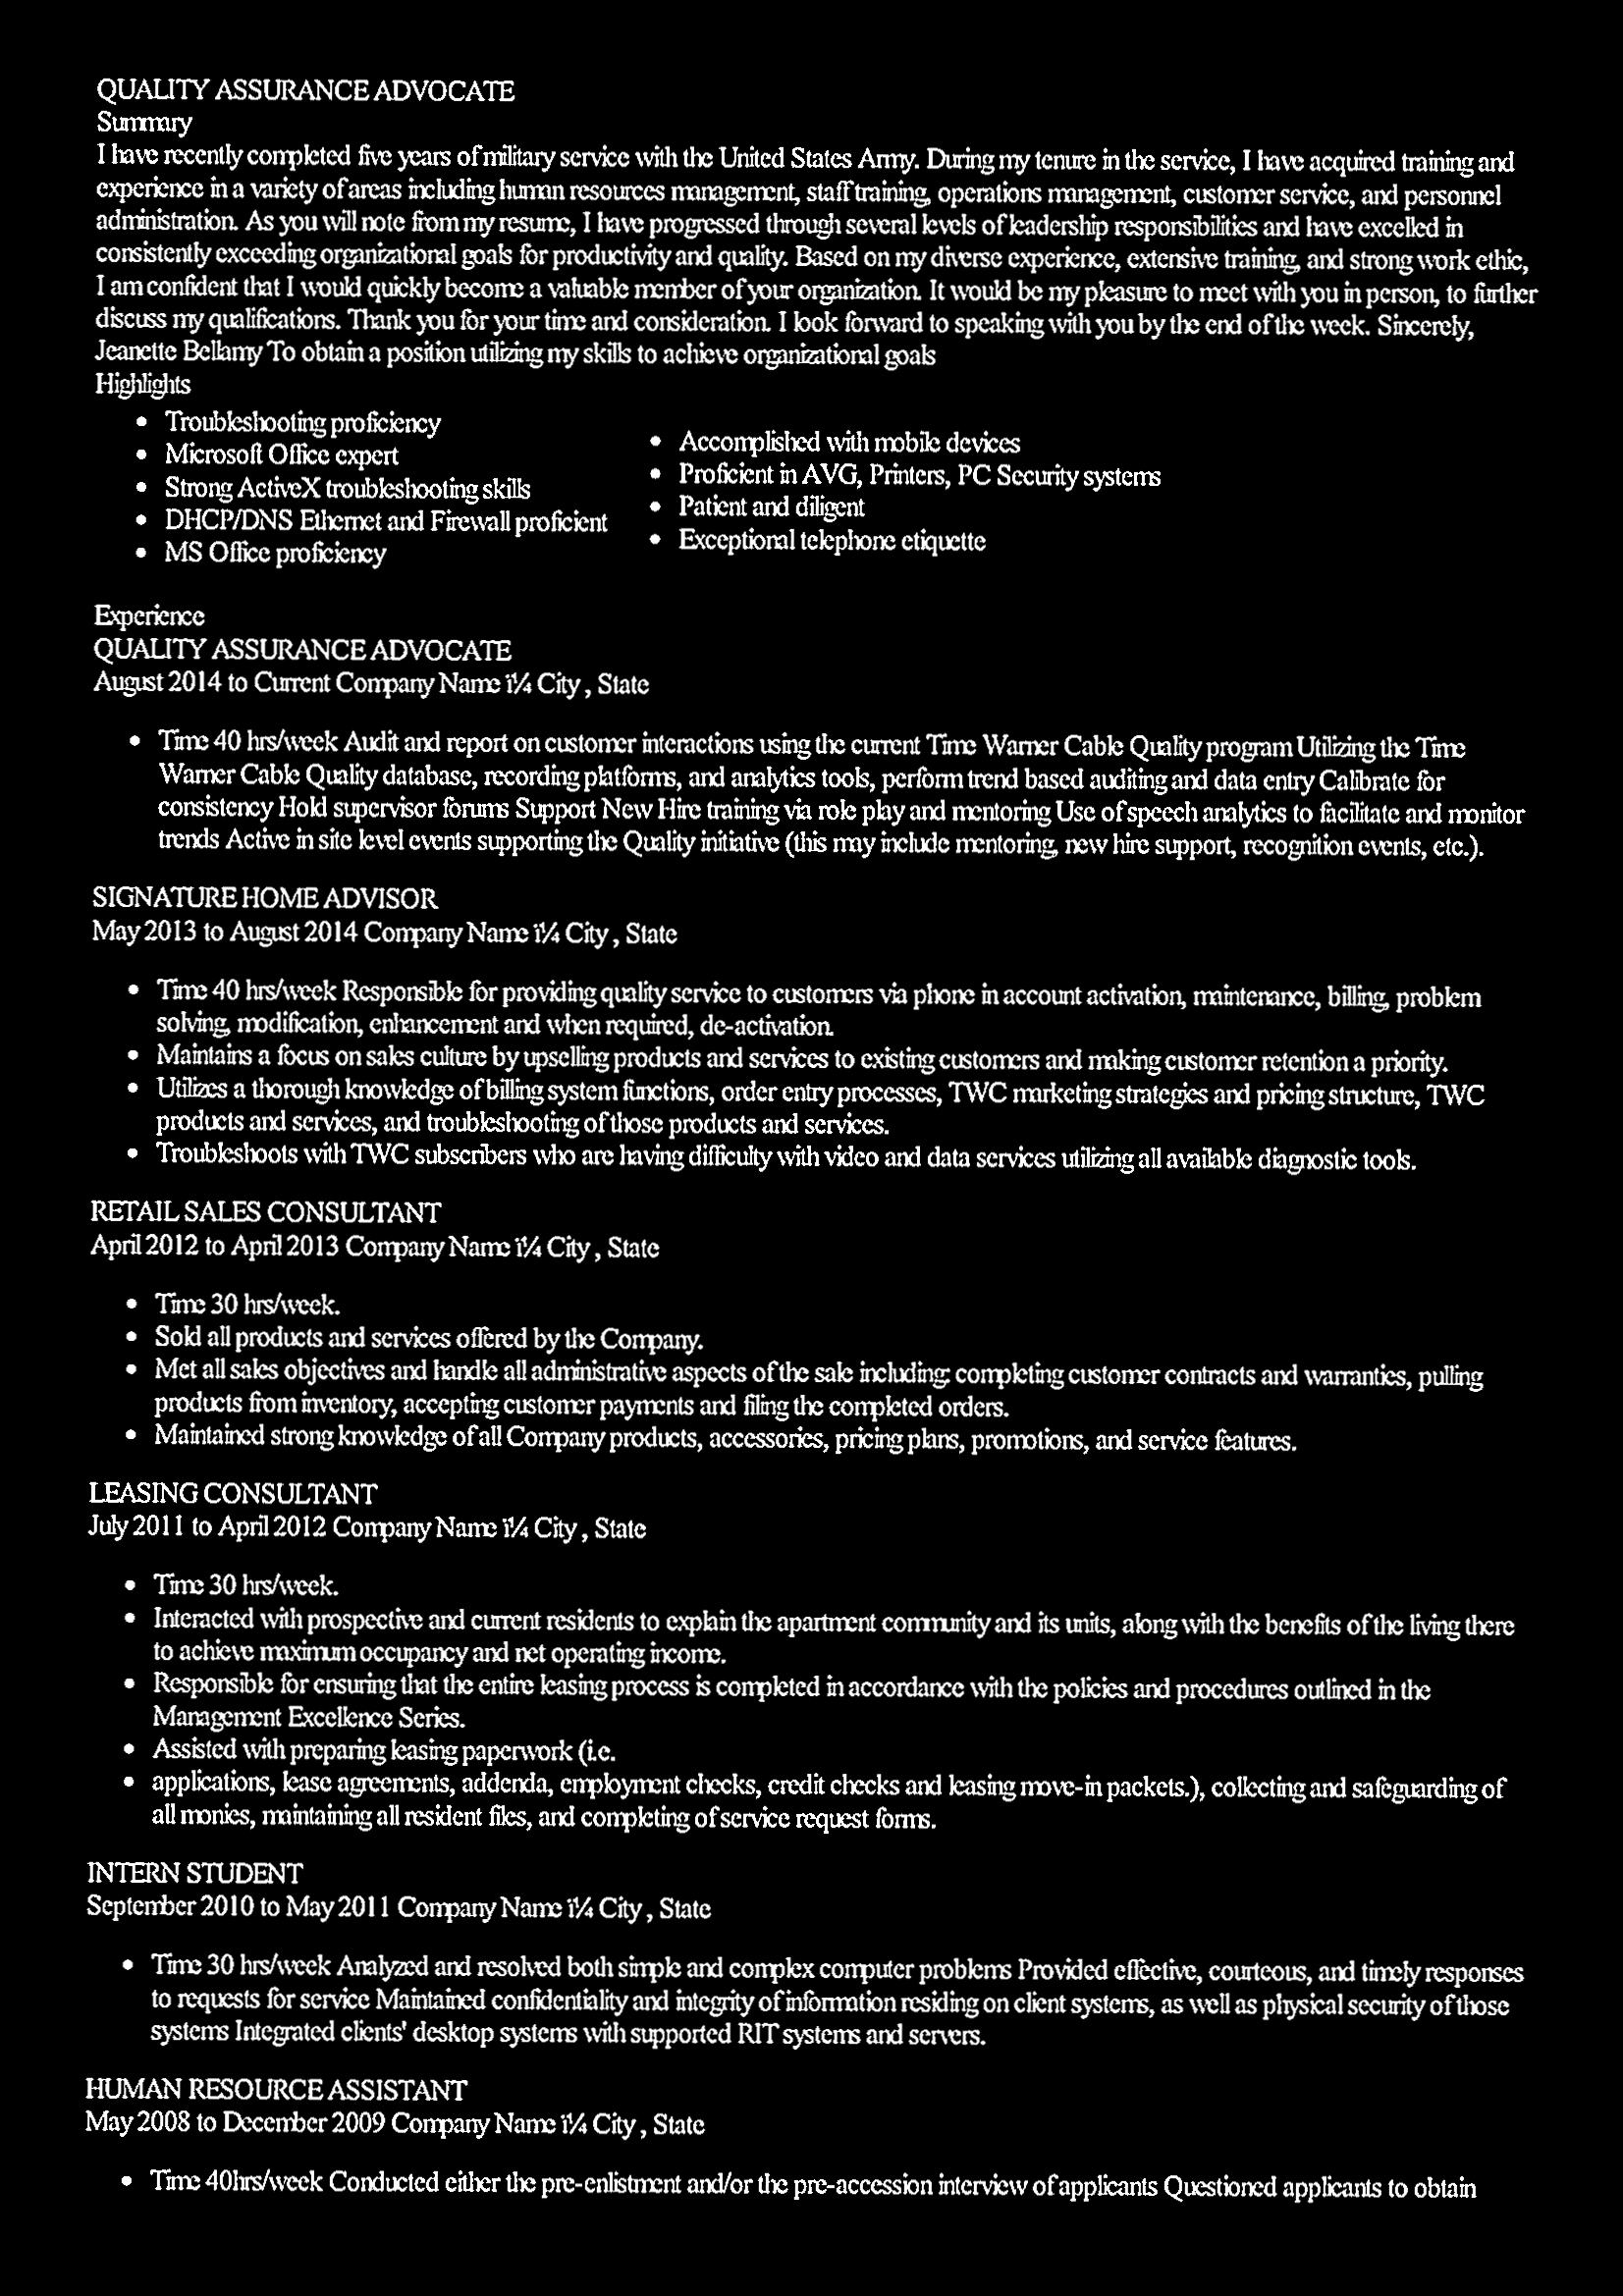 QUALITY ASSURANCE ADVOCATE
Summary
I have recently completed five years of military service with the United States Army. During my tenure in the service, I have acquired training and
experience in a variety of areas including human resources management, staff training, operations management, customer service, and personnel
administration. As you will note from my resume, I have progressed through several levels of leadership responsibilities and have excelled in
consistently exceeding organizational goals for productivity and quality. Based on my diverse experience, extensive training, and strong work ethic,
I am confident that I would quickly become a valuable member of your organization. It would be my pleasure to meet with you in person, to further
discuss my qualifications. Thank you for your time and consideration. I look forward to speaking with you by the end of the week. Sincerely,
Jeanette Bellamy To obtain a position utilizing my skills to achieve organizational goals
Highlights
• Troubleshooting proficiency
• Microsoft Office expert
• Strong ActiveX troubleshooting skills
• DHCP/DNS Ethernet and Firewall proficient
• MS Office proficiency
• Accomplished with mobile devices
• Proficient in AVG, Printers, PC Security systems
• Patient and diligent
• Exceptional telephone etiquette
Experience
QUALITY ASSURANCE ADVOCATE
August 2014 to Current Company Name ï¼ City , State
• Time 40 hrs/week Audit and report on customer interactions using the current Time Warner Cable Quality program Utilizing the Time
Warner Cable Quality database, recording platforms, and analytics tools, perform trend based auditing and data entry Calibrate for
consistency Hold supervisor forums Support New Hire training via role play and mentoring Use of speech analytics to facilitate and monitor
trends Active in site level events supporting the Quality initiative (this may include mentoring, new hire support, recognition events, etc.).
SIGNATURE HOME ADVISOR
May 2013 to August 2014 Company Name ï¼ City , State
• Time 40 hrs/week Responsible for providing quality service to customers via phone in account activation, maintenance, billing, problem
solving, modification, enhancement and when required, de-activation.
• Maintains a focus on sales culture by upselling products and services to existing customers and making customer retention a priority.
• Utilizes a thorough knowledge of billing system functions, order entry processes, TWC marketing strategies and pricing structure, TWC
products and services, and troubleshooting of those products and services.
• Troubleshoots with TWC subscribers who are having difficulty with video and data services utilizing all available diagnostic tools.
RETAIL SALES CONSULTANT
April 2012 to April 2013 Company Name ï¼ City , State
• Time 30 hrs/week.
• Sold all products and services offered by the Company.
• Met all sales objectives and handle all administrative aspects of the sale including: completing customer contracts and warranties, pulling
products from inventory, accepting customer payments and filing the completed orders.
• Maintained strong knowledge of all Company products, accessories, pricing plans, promotions, and service features.
LEASING CONSULTANT
July 2011 to April 2012 Company Name ï¼ City , State
• Time 30 hrs/week.
• Interacted with prospective and current residents to explain the apartment community and its units, along with the benefits of the living there
to achieve maximum occupancy and net operating income.
• Responsible for ensuring that the entire leasing process is completed in accordance with the policies and procedures outlined in the
Management Excellence Series.
• Assisted with preparing leasing paperwork (i.e.
• applications, lease agreements, addenda, employment checks, credit checks and leasing move-in packets.), collecting and safeguarding of
all monies, maintaining all resident files, and completing of service request forms.
INTERN STUDENT
September 2010 to May 2011 Company Name ï¼ City , State
• Time 30 hrs/week Analyzed and resolved both simple and complex computer problems Provided effective, courteous, and timely responses
to requests for service Maintained confidentiality and integrity of information residing on client systems, as well as physical security of those
systems Integrated clients' desktop systems with supported RIT systems and servers.
HUMAN RESOURCE ASSISTANT
May 2008 to December 2009 Company Name ï¼ City , State
• Time 40hrs/week Conducted either the pre-enlistment and/or the pre-accession interview of applicants Questioned applicants to obtain